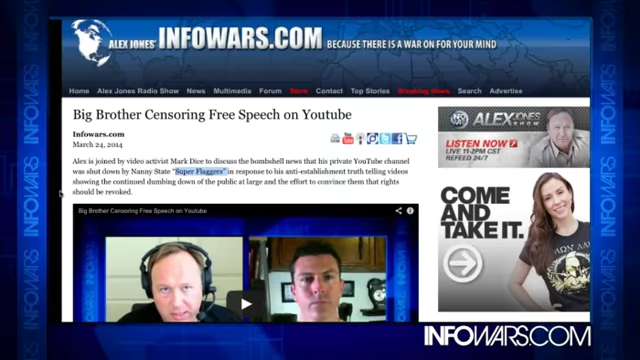 ALEX JONES' INFOWARS.COM BECAUSE THERE IS A WAR ON FOR YOUR MIND
Home Alex Jones Radio Show News Multimedia Forum Store Contact Top Stories Breaking News Search Advertise
Big Brother Censoring Free Speech on Youtube
Infowars.com
March 24, 2014
Alex is joined by video activist Mark Dice to discuss the bombshell news that his private YouTube channel
was shut down by Nanny State "Super Flaggers" in response to his anti-establishment truth telling videos
showing the continued dumbing down of the public at large and the effort to convince them that rights
should be revoked.
Big Brother Censoring Free Speech on Youtube
ALEX JONES
SHOW
LISTEN NOW
LIVE 11-2PM CST
REFEED 24/7
COME
AND
TAKE IT.
INFOWARS
INFOWARS
INFOWARS.COM